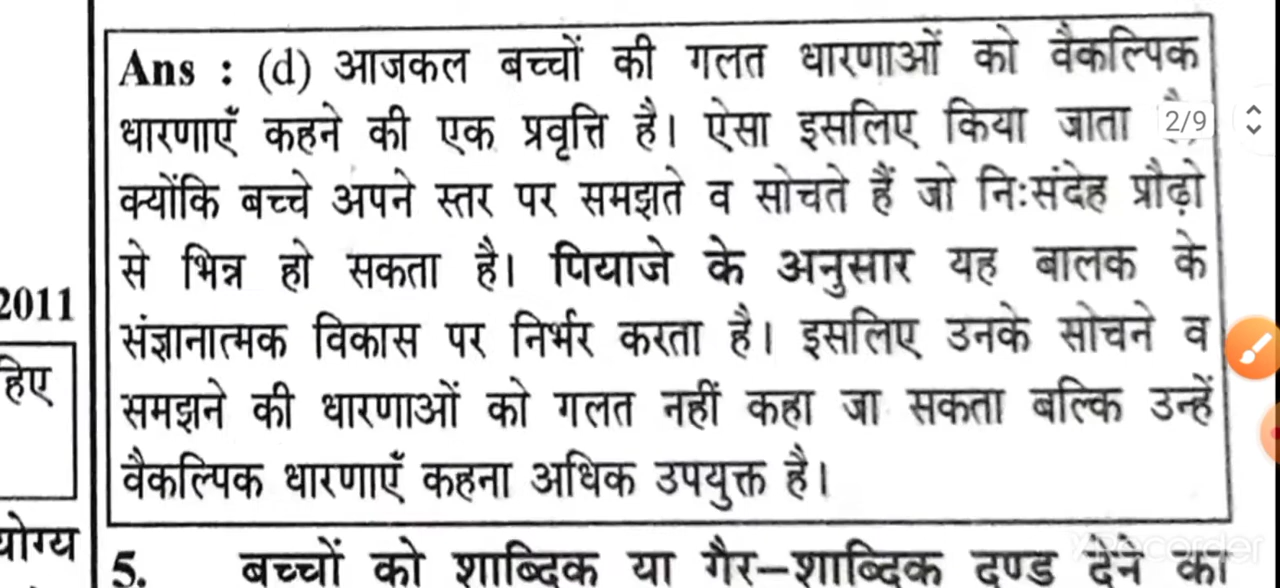 Ans : (d) आजकल बच्चों की गलत धारणाओं को वैकल्पिक
धारणाएँ कहने की एक प्रवृत्ति है। ऐसा इसलिए किया जाता
2/9
क्योंकि बच्चे अपने स्तर पर समझते व सोचते हैं जो नि:संदेह प्रौढ़ो
से भिन्न हो सकता है। पियाजे के अनुसार यह बालक के
2011
संज्ञानात्मक विकास पर निर्भर करता है। इसलिए उनके सोचने व
हिए
समझने की धारणाओं को गलत नहीं कहा जा सकता बल्कि उन्हें
वैकल्पिक धारणाएँ कहना अधिक उपयुक्त है।
योग्य
5. बच्चों को शाब्दिक या गैर–शाब्दिक दण्ड देने का
XRecorder